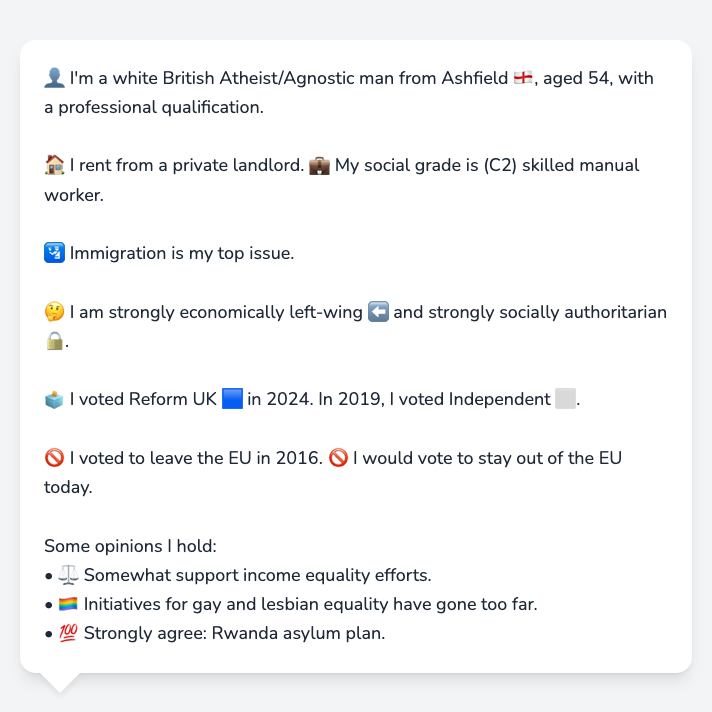 👤 I'm a white British Atheist/Agnostic man from Ashfield 🏴󠁧󠁢󠁥󠁮󠁧󠁿, aged 54, with
a professional qualification.
🏠 I rent from a private landlord. 💼 My social grade is (C2) skilled manual
worker.
🛂 Immigration is my top issue.
🤔 I am strongly economically left-wing ⬅️ and strongly socially authoritarian
🔒.
🗳️ I voted Reform UK 🟦 in 2024. In 2019, I voted Independent ⬜.
🚫 I voted to leave the EU in 2016. 🚫 I would vote to stay out of the EU
today.
Some opinions I hold:
• ⚖️ Somewhat support income equality efforts.
• 🏳️‍🌈 Initiatives for gay and lesbian equality have gone too far.
• 💯 Strongly agree: Rwanda asylum plan.